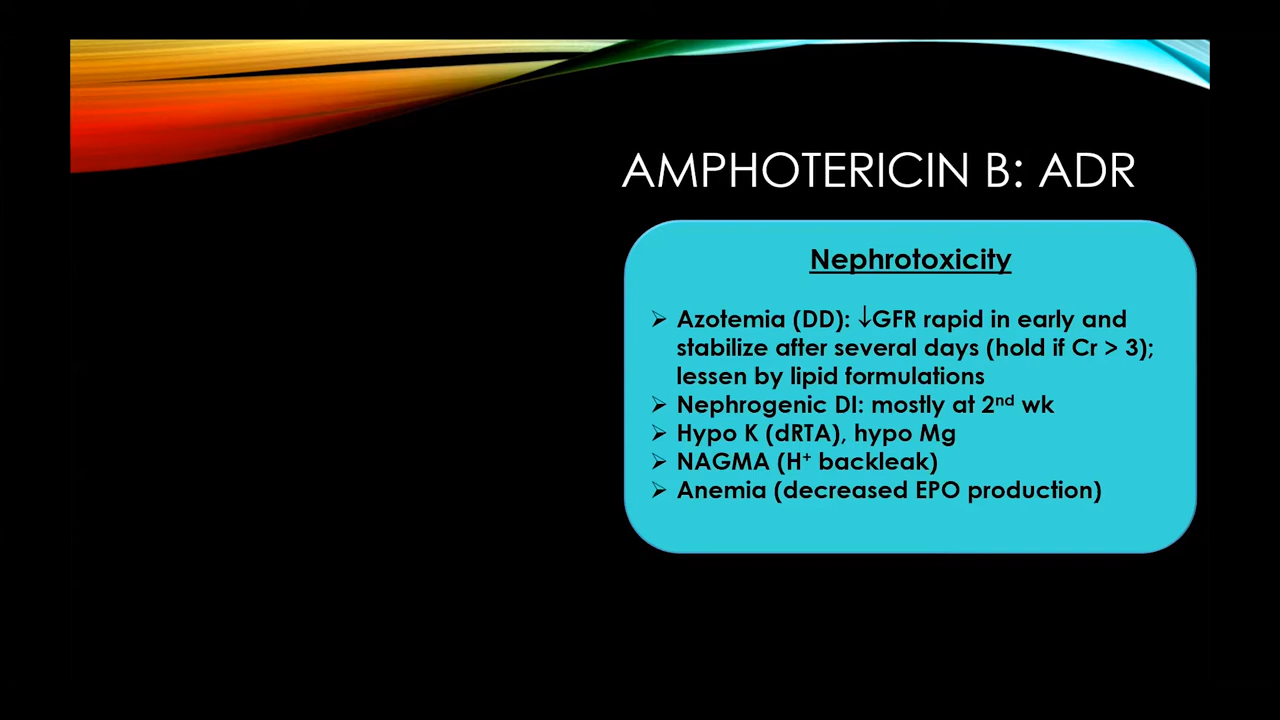 AMPHOTERICIN B: ADR
Nephrotoxicity
➢ Azotemia (DD): ↓GFR rapid in early and
stabilize after several days (hold if Cr > 3);
lessen by lipid formulations
➢ Nephrogenic DI: mostly at 2nd wk
➢ Hypo K (dRTA), hypo Mg
➢ NAGMA (H+ backleak)
➢ Anemia (decreased EPO production)